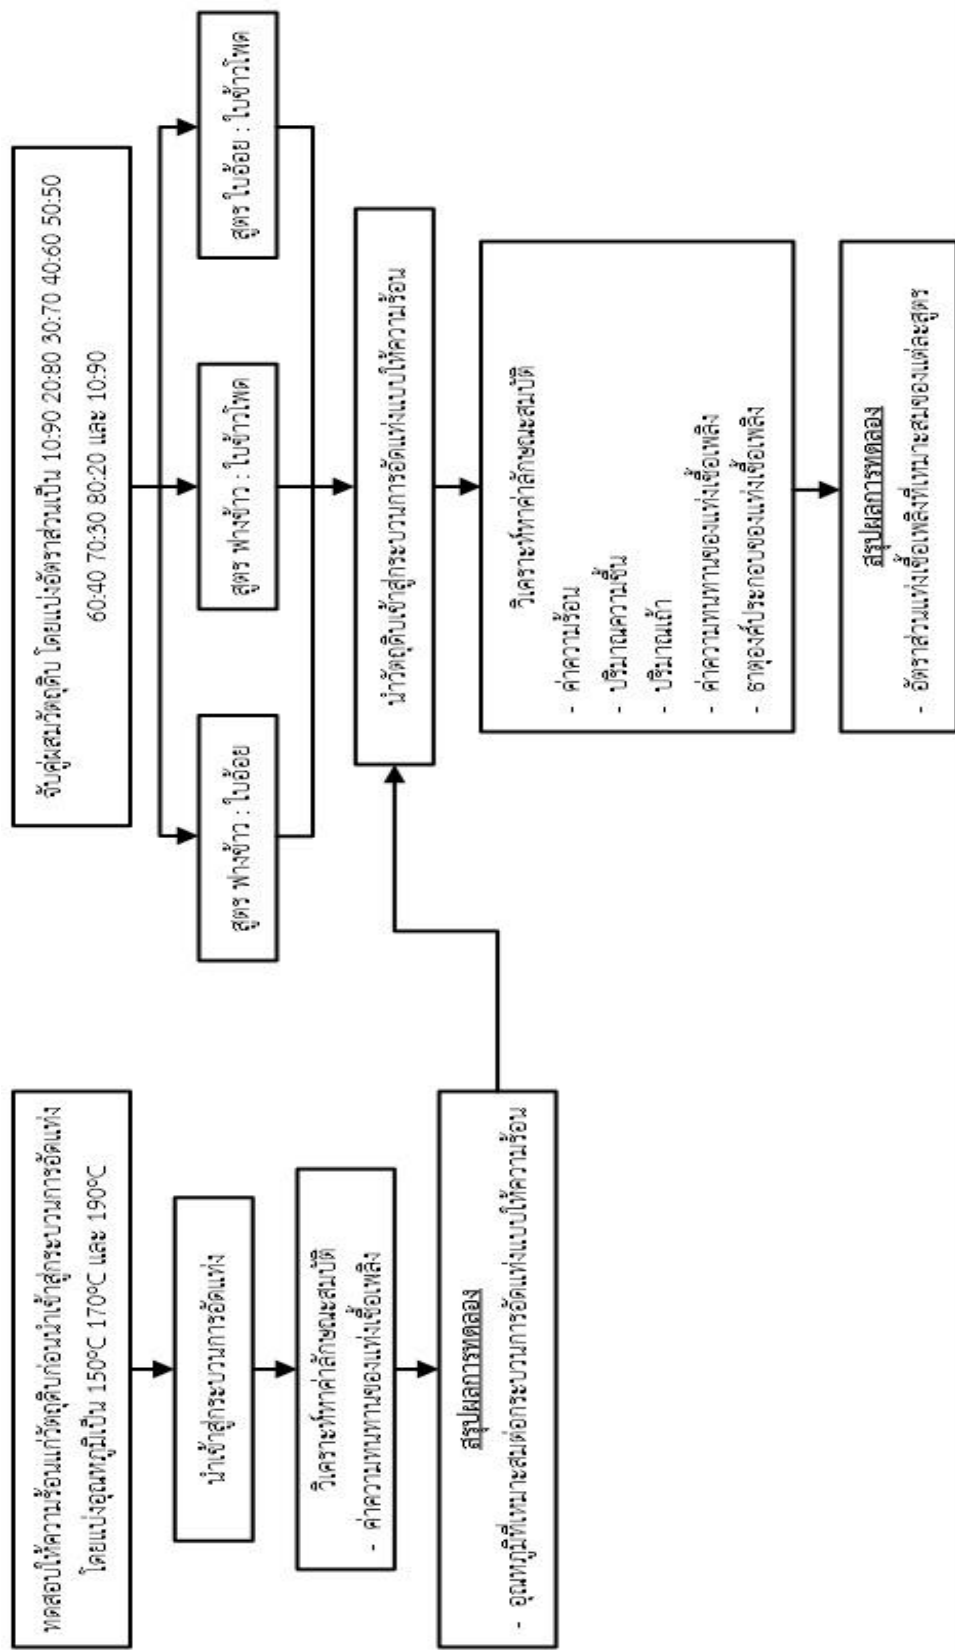 ทดสอบให้ความร้อนแก่วัตถุดิบก่อนนำเข้าสู่กระบวนการอัดแท่ง
โดยแบ่งอุณหภูมิเป็น 150ºC 170ºC และ 190ºC
นำเข้าสู่กระบวนการอัดแท่ง
วิเคราะห์หาค่าลักษณะสมบัติ
- ค่าความทนทานของแท่งเชื้อเพลิง
สรุปผลการทดลอง
- อุณหภูมิที่เหมาะสมต่อกระบวนการอัดแท่งแบบให้ความร้อน
จับคู่ผสมวัตถุดิบ โดยแบ่งอัตราส่วนเป็น 10:90 20:80 30:70 40:60 50:50
60:40 70:30 80:20 และ 10:90
สูตร ฟางข้าว : ใบอ้อย
สูตร ฟางข้าว : ใบข้าวโพด
สูตร ใบอ้อย : ใบข้าวโพด
นำวัตถุดิบเข้าสู่กระบวนการอัดแท่งแบบให้ความร้อน
วิเคราะห์หาค่าลักษณะสมบัติ
- ค่าความร้อน
- ปริมาณความชื้น
- ปริมาณเถ้า
- ค่าความทนทานของแท่งเชื้อเพลิง
- ธาตุองค์ประกอบของแท่งเชื้อเพลิง
สรุปผลการทดลอง
- อัตราส่วนแท่งเชื้อเพลิงที่เหมาะสมของแต่ละสูตร